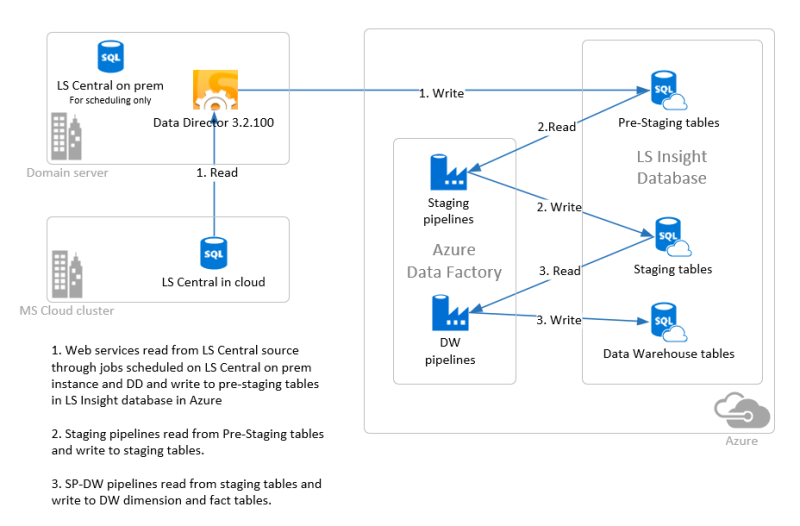 LS Central on prem
For scheduling only
Data Director 3.2.100
Domain server
1. Read
LS Central in cloud
MS Cloud cluster
1. Write
SQL
SQL
Pre-Staging tables
2.Read
LS Insight
Database
Staging
pipelines
2. Write
Azure
Data Factory
SQL
Staging tables
3. Read
DW
pipelines
3. Write
SQL
Data Warehouse tables
SQL
Azure
1. Web services read from LS Central source
through jobs scheduled on LS Central on prem
instance and DD and write to pre-staging tables
in LS Insight database in Azure
2. Staging pipelines read from Pre-Staging tables
and write to staging tables.
3. SP-DW pipelines read from staging tables and
write to DW dimension and fact tables.